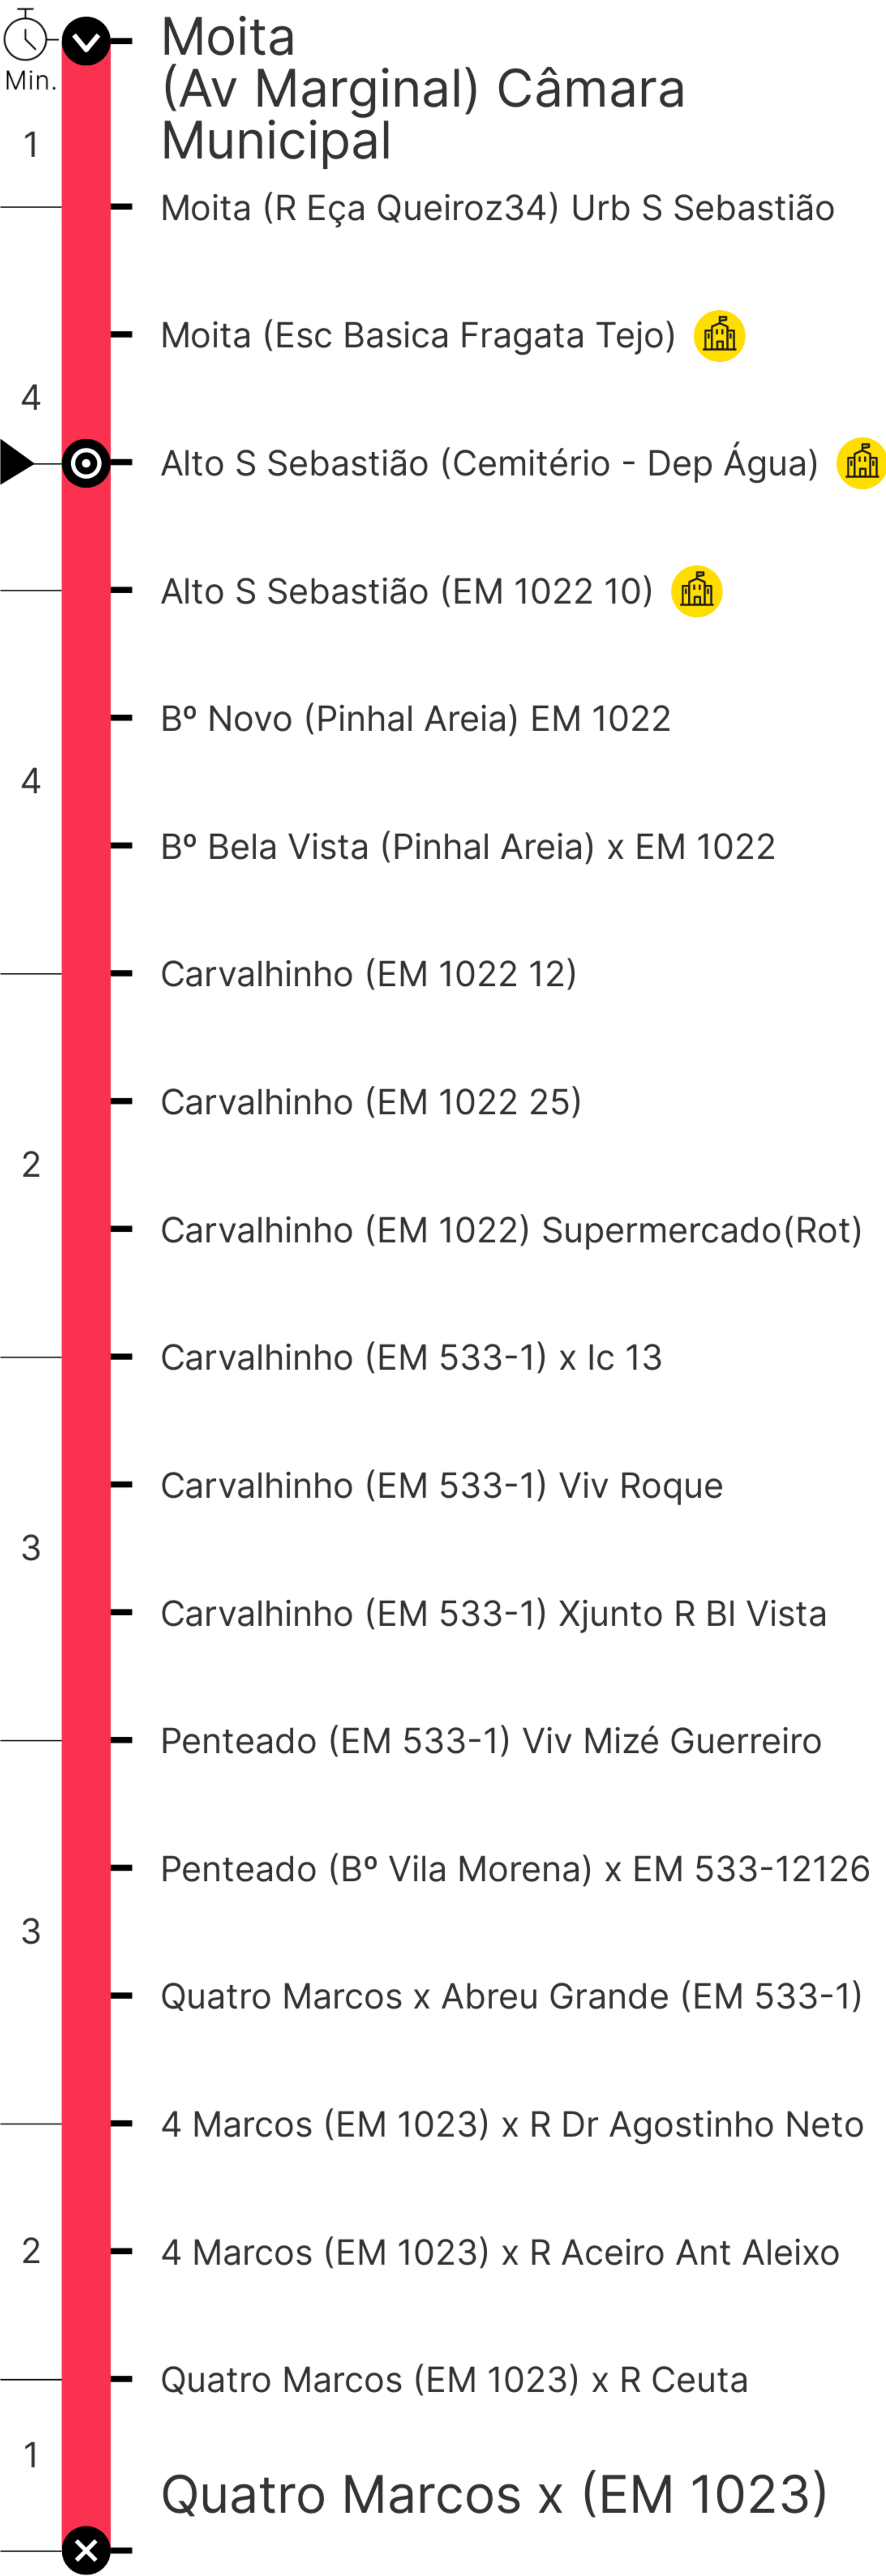 Moita
(Av Marginal) Câmara
Municipal
Min.
1
Moita (R Eça Queiroz34) Urb S Sebastião
Moita (Esc Basica Fragata Tejo)
4
Alto S Sebastião (Cemitério - Dep Água)
Alto S Sebastião (EM 1022 10)
Bº Novo (Pinhal Areia) EM 1022
4
Bº Bela Vista (Pinhal Areia) x EM 1022
Carvalhinho (EM 1022 12)
Carvalhinho (EM 1022 25)
2
Carvalhinho (EM 1022) Supermercado(Rot)
Carvalhinho (EM 533-1) x Ic 13
Carvalhinho (EM 533-1) Viv Roque
3
Carvalhinho (EM 533-1) Xjunto R Bl Vista
Penteado (EM 533-1) Viv Mizé Guerreiro
Penteado (Bº Vila Morena) x EM 533-12126
3
Quatro Marcos x Abreu Grande (EM 533-1)
4 Marcos (EM 1023) x R Dr Agostinho Neto
2
4 Marcos (EM 1023) x R Aceiro Ant Aleixo
Quatro Marcos (EM 1023) x R Ceuta
1
Quatro Marcos x (EM 1023)